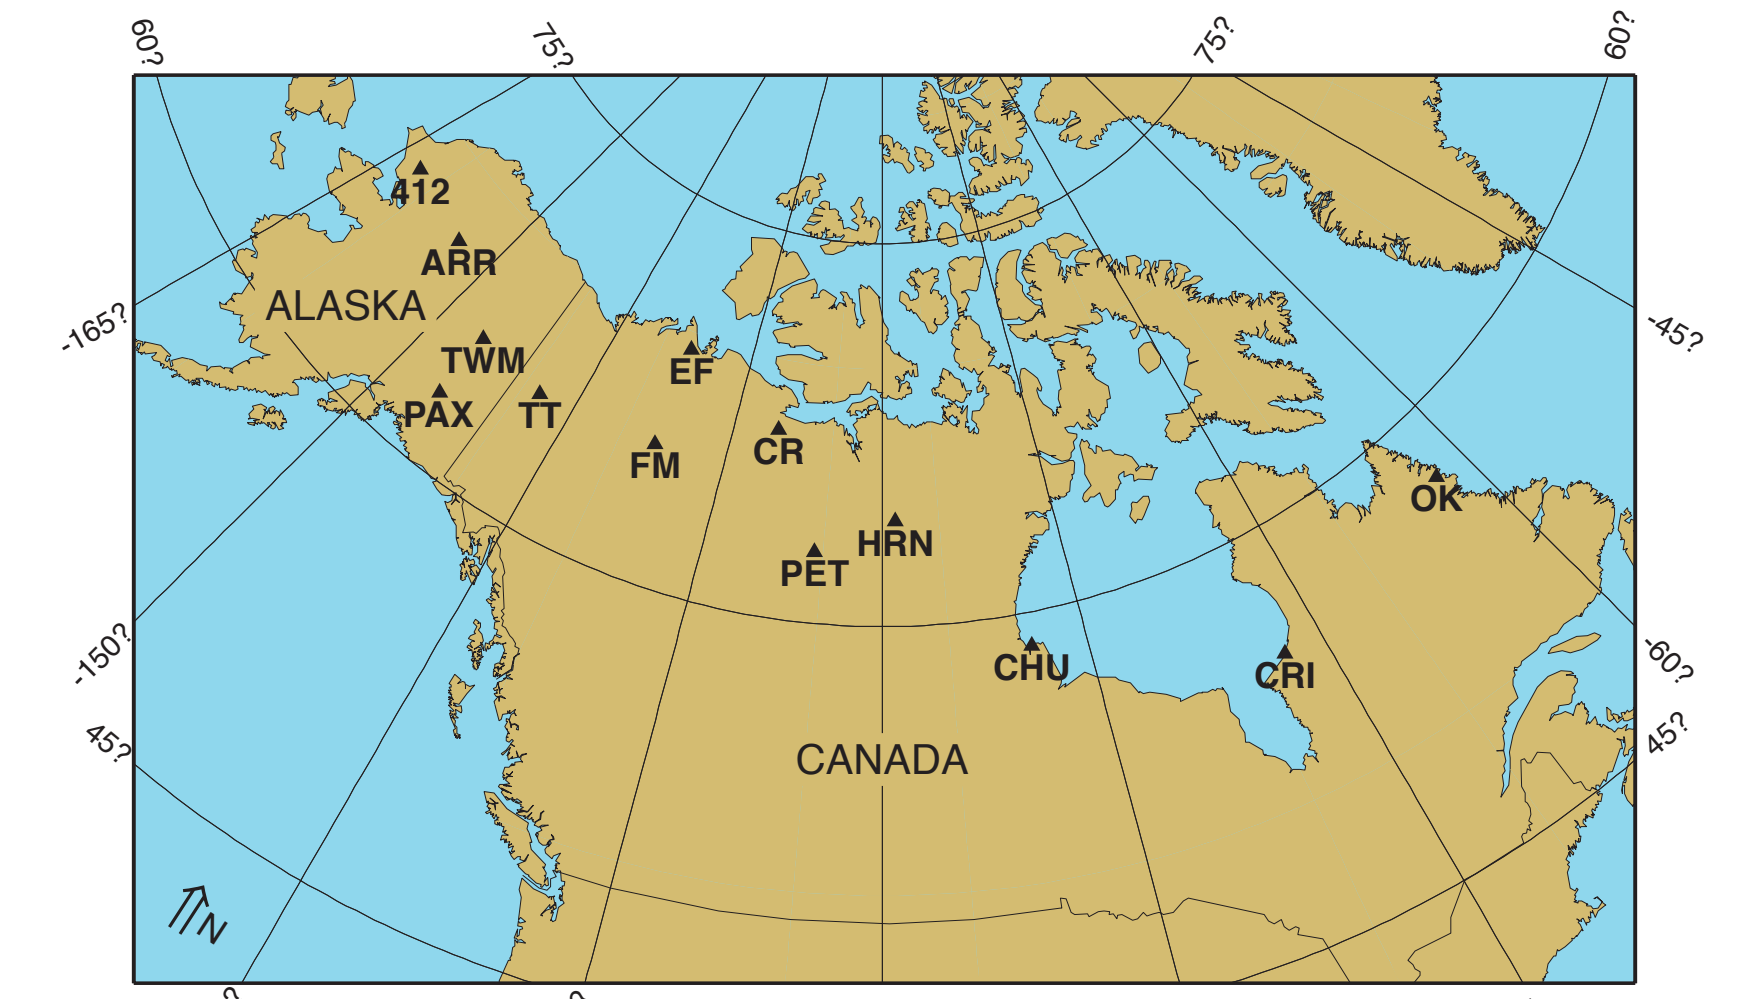 60?
75?
75?
60?
412
ARR
ALASKA
-165?
-45?
TWM
EF
PAX
TT
FM
CR
OK
HRN
PET
-150?
CHU
CRI
-60?
45?
45?
CANADA
N
?
?